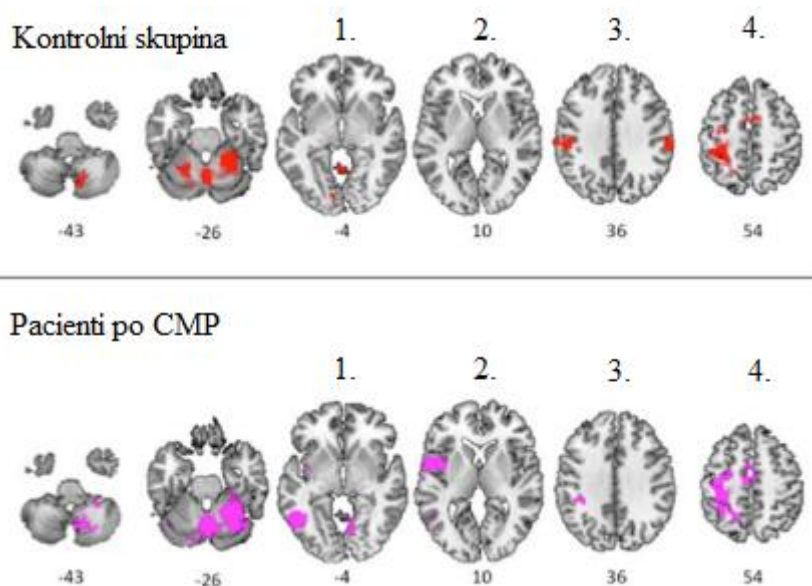 Kontrolni skupina
1. 2. 3. 4.
-43 -26 -4 10 36 54
Pacienti po CMP
1. 2. 3. 4.
-43 -26 -4 10 36 54